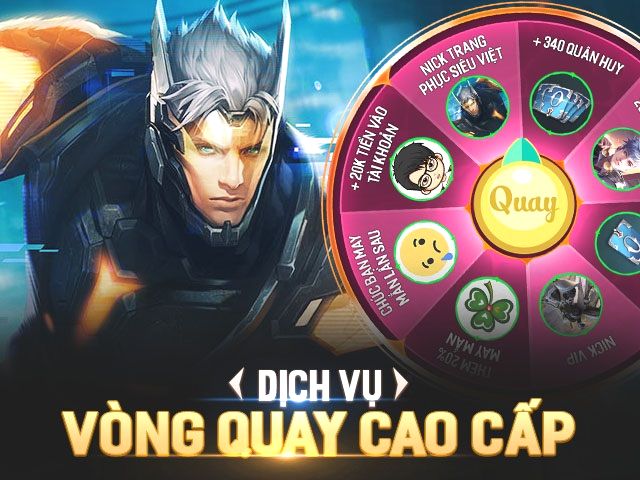 NICK TRANG
PHỤC SIÊU VIỆT
+ 340 QUÂN HUY
+ 20K TIỀN VÀO
TÀI KHOẢN
Quay
CHÚC BẠN MAY
MẮN LẦN SAU
THÊM 20%
MAY MẮN
NICK VIP
DỊCH VỤ
VÒNG QUAY CAO CẤP